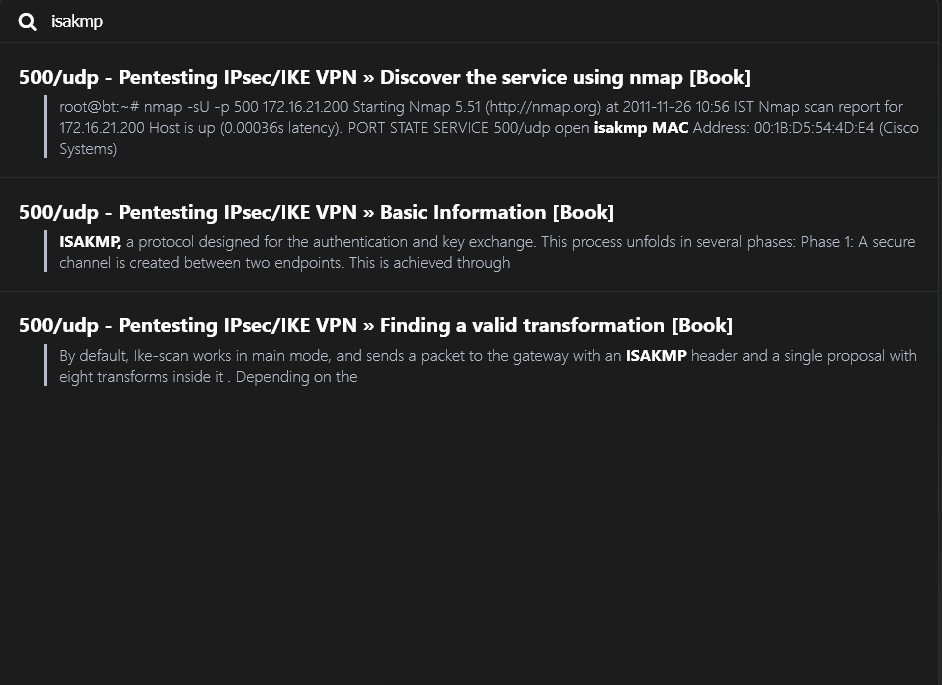 isakmp
500/udp - Pentesting IPsec/IKE VPN » Discover the service using nmap [Book]
root@bt:~# nmap -sU -p 500 172.16.21.200 Starting Nmap 5.51 (http://nmap.org) at 2011-11-26 10:56 IST Nmap scan report for
172.16.21.200 Host is up (0.00036s latency). PORT STATE SERVICE 500/udp open isakmp MAC Address: 00:1B:D5:54:4D:E4 (Cisco
Systems)
500/udp - Pentesting IPsec/IKE VPN » Basic Information [Book]
ISAKMP, a protocol designed for the authentication and key exchange. This process unfolds in several phases: Phase 1: A secure
channel is created between two endpoints. This is achieved through
500/udp - Pentesting IPsec/IKE VPN » Finding a valid transformation [Book]
By default, Ike-scan works in main mode, and sends a packet to the gateway with an ISAKMP header and a single proposal with
eight transforms inside it . Depending on the